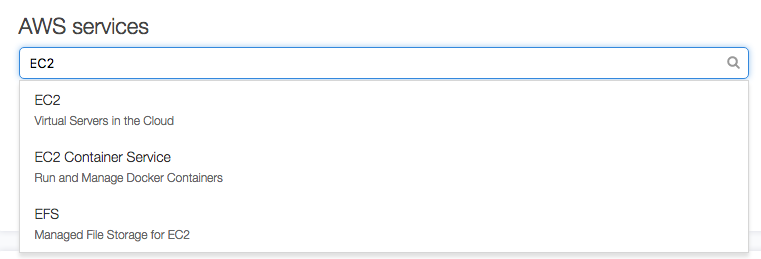 AWS services
EC2
EC2
Virtual Servers in the Cloud
EC2 Container Service
Run and Manage Docker Containers
EFS
Managed File Storage for EC2